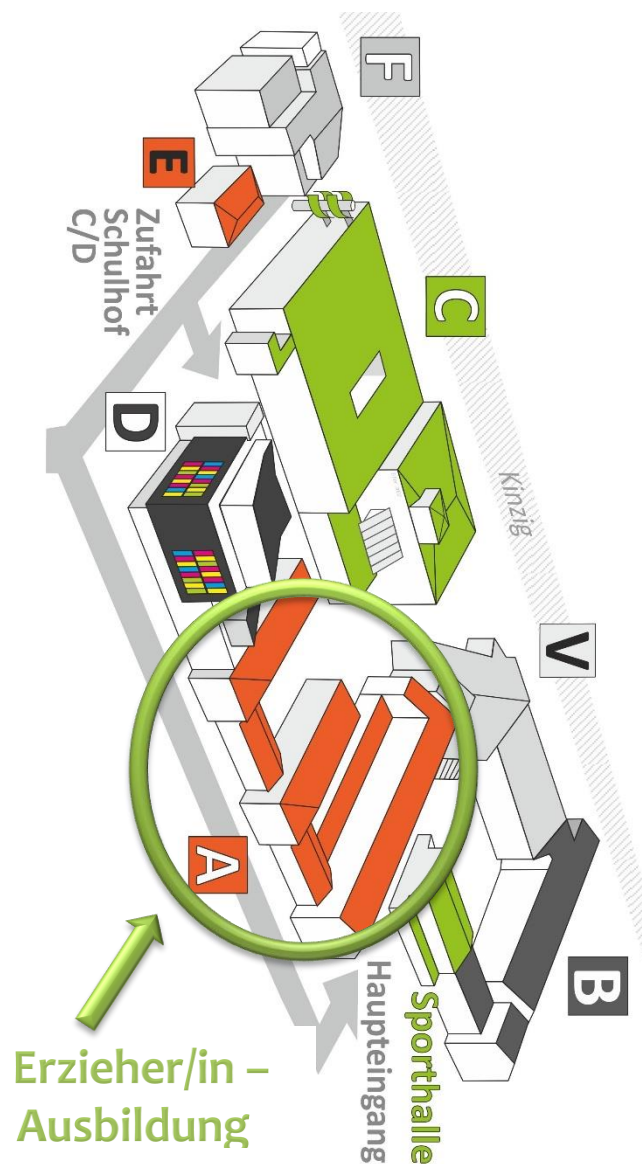 F
E
Zufahrt
Schulhof
C/D
C
D
Kinzig
V
A
B
Haupteingang
Sporthalle
Erzieher/in –
Ausbildung